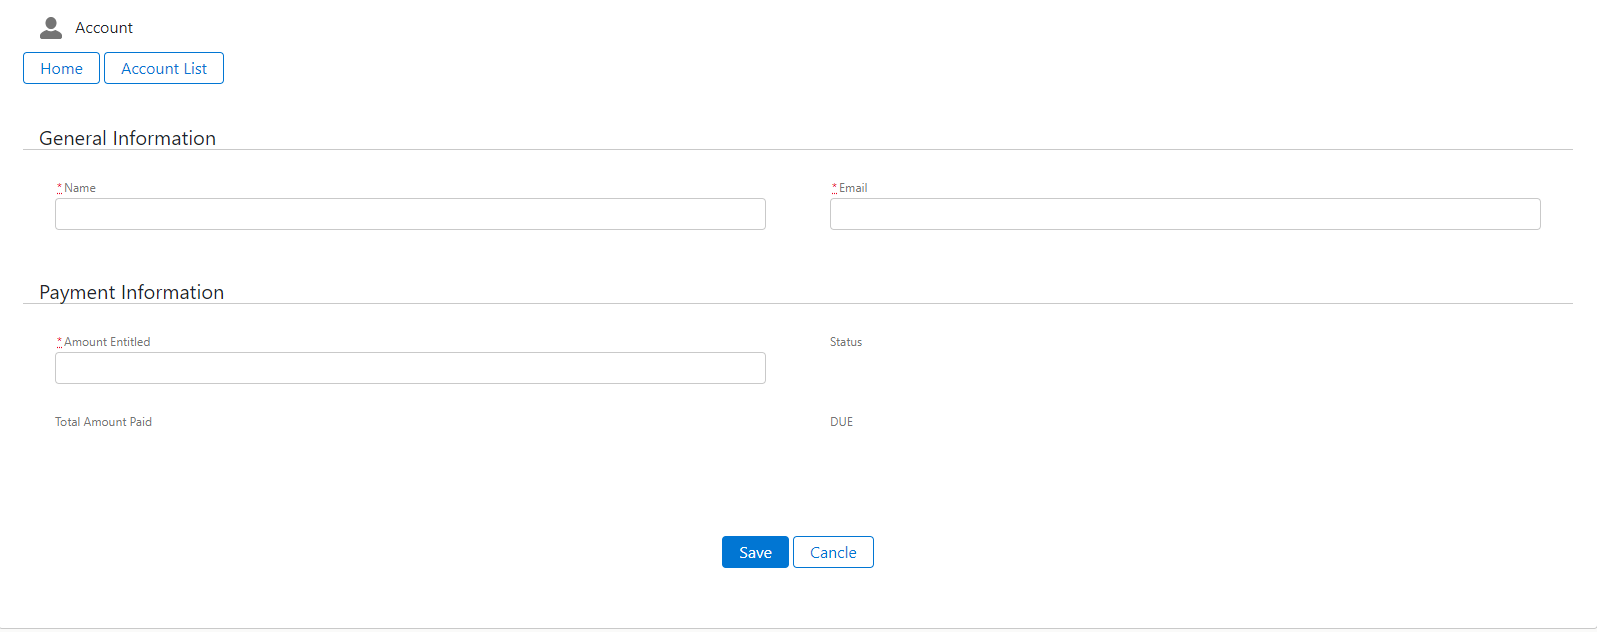 Account
Home Account List
General Information
* Name * Email
Payment Information
* Amount Entitled Status
Total Amount Paid DUE
Save Cancle